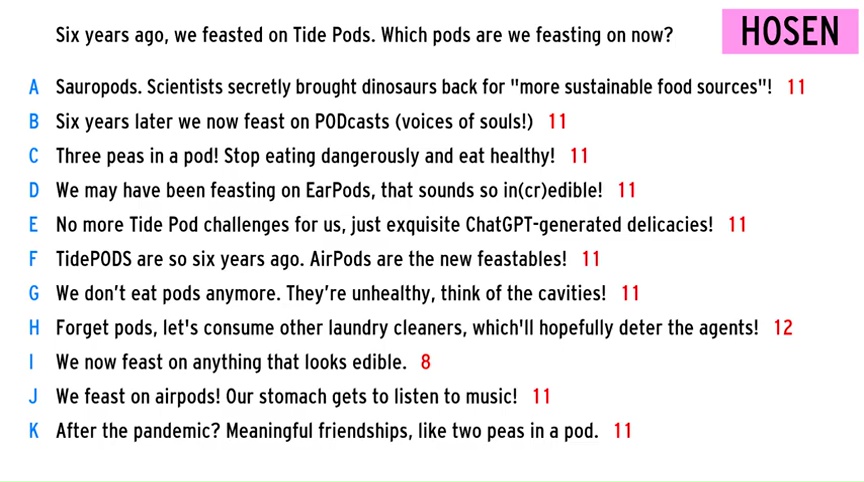 Six years ago, we feasted on Tide Pods. Which pods are we feasting on now?
HOSEN
A Sauropods. Scientists secretly brought dinosaurs back for "more sustainable food sources"! 11
B Six years later we now feast on PODcasts (voices of souls!) 11
C Three peas in a pod! Stop eating dangerously and eat healthy! 11
D We may have been feasting on EarPods, that sounds so in(cr)edible! 11
E No more Tide Pod challenges for us, just exquisite ChatGPT-generated delicacies! 11
F TidePODS are so six years ago. AirPods are the new feastables! 11
G We don’t eat pods anymore. They’re unhealthy, think of the cavities! 11
H Forget pods, let's consume other laundry cleaners, which'll hopefully deter the agents! 12
I We now feast on anything that looks edible. 8
J We feast on airpods! Our stomach gets to listen to music! 11
K After the pandemic? Meaningful friendships, like two peas in a pod. 11